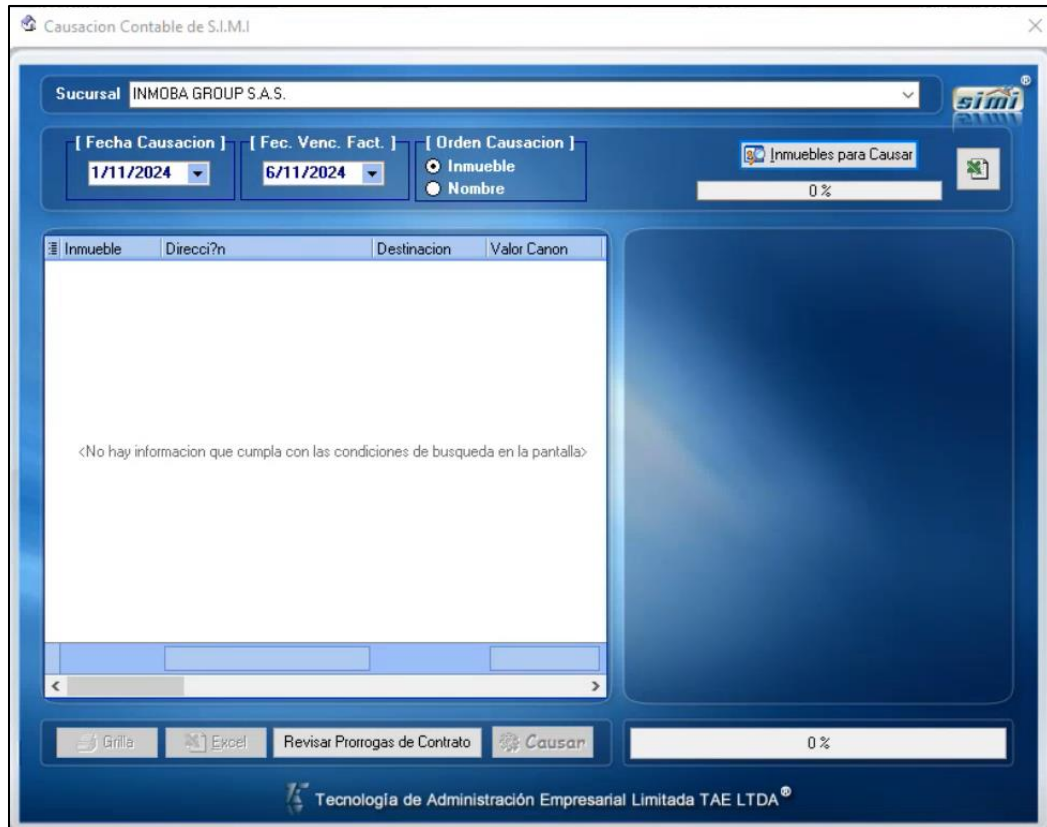 Causacion Contable de S.I.M.I
Sucursal INMOBA GROUP S.A.S.
simi ®
[ Fecha Causacion ] [ Fec. Venc. Fact. ] [ Orden Causacion ]
1/11/2024 6/11/2024 Inmueble
Nombre
Inmuebles para Causar
0 %
Inmueble Direcci?n Destinacion Valor Canon
<No hay informacion que cumpla con las condiciones de busqueda en la pantalla>
Grilla Excel Revisar Prorrogas de Contrato Causar 0 %
Tecnología de Administración Empresarial Limitada TAE LTDA ®